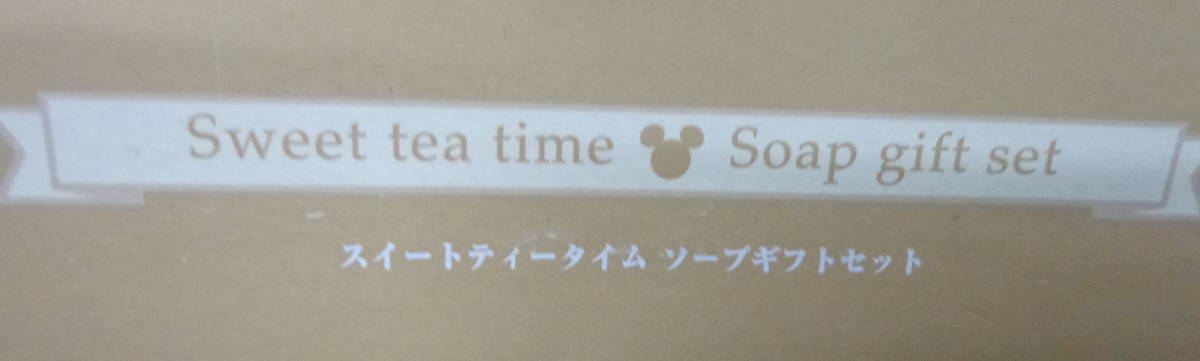 Sweet tea time Soap gift set
スイートティータイム ソープギフトセット